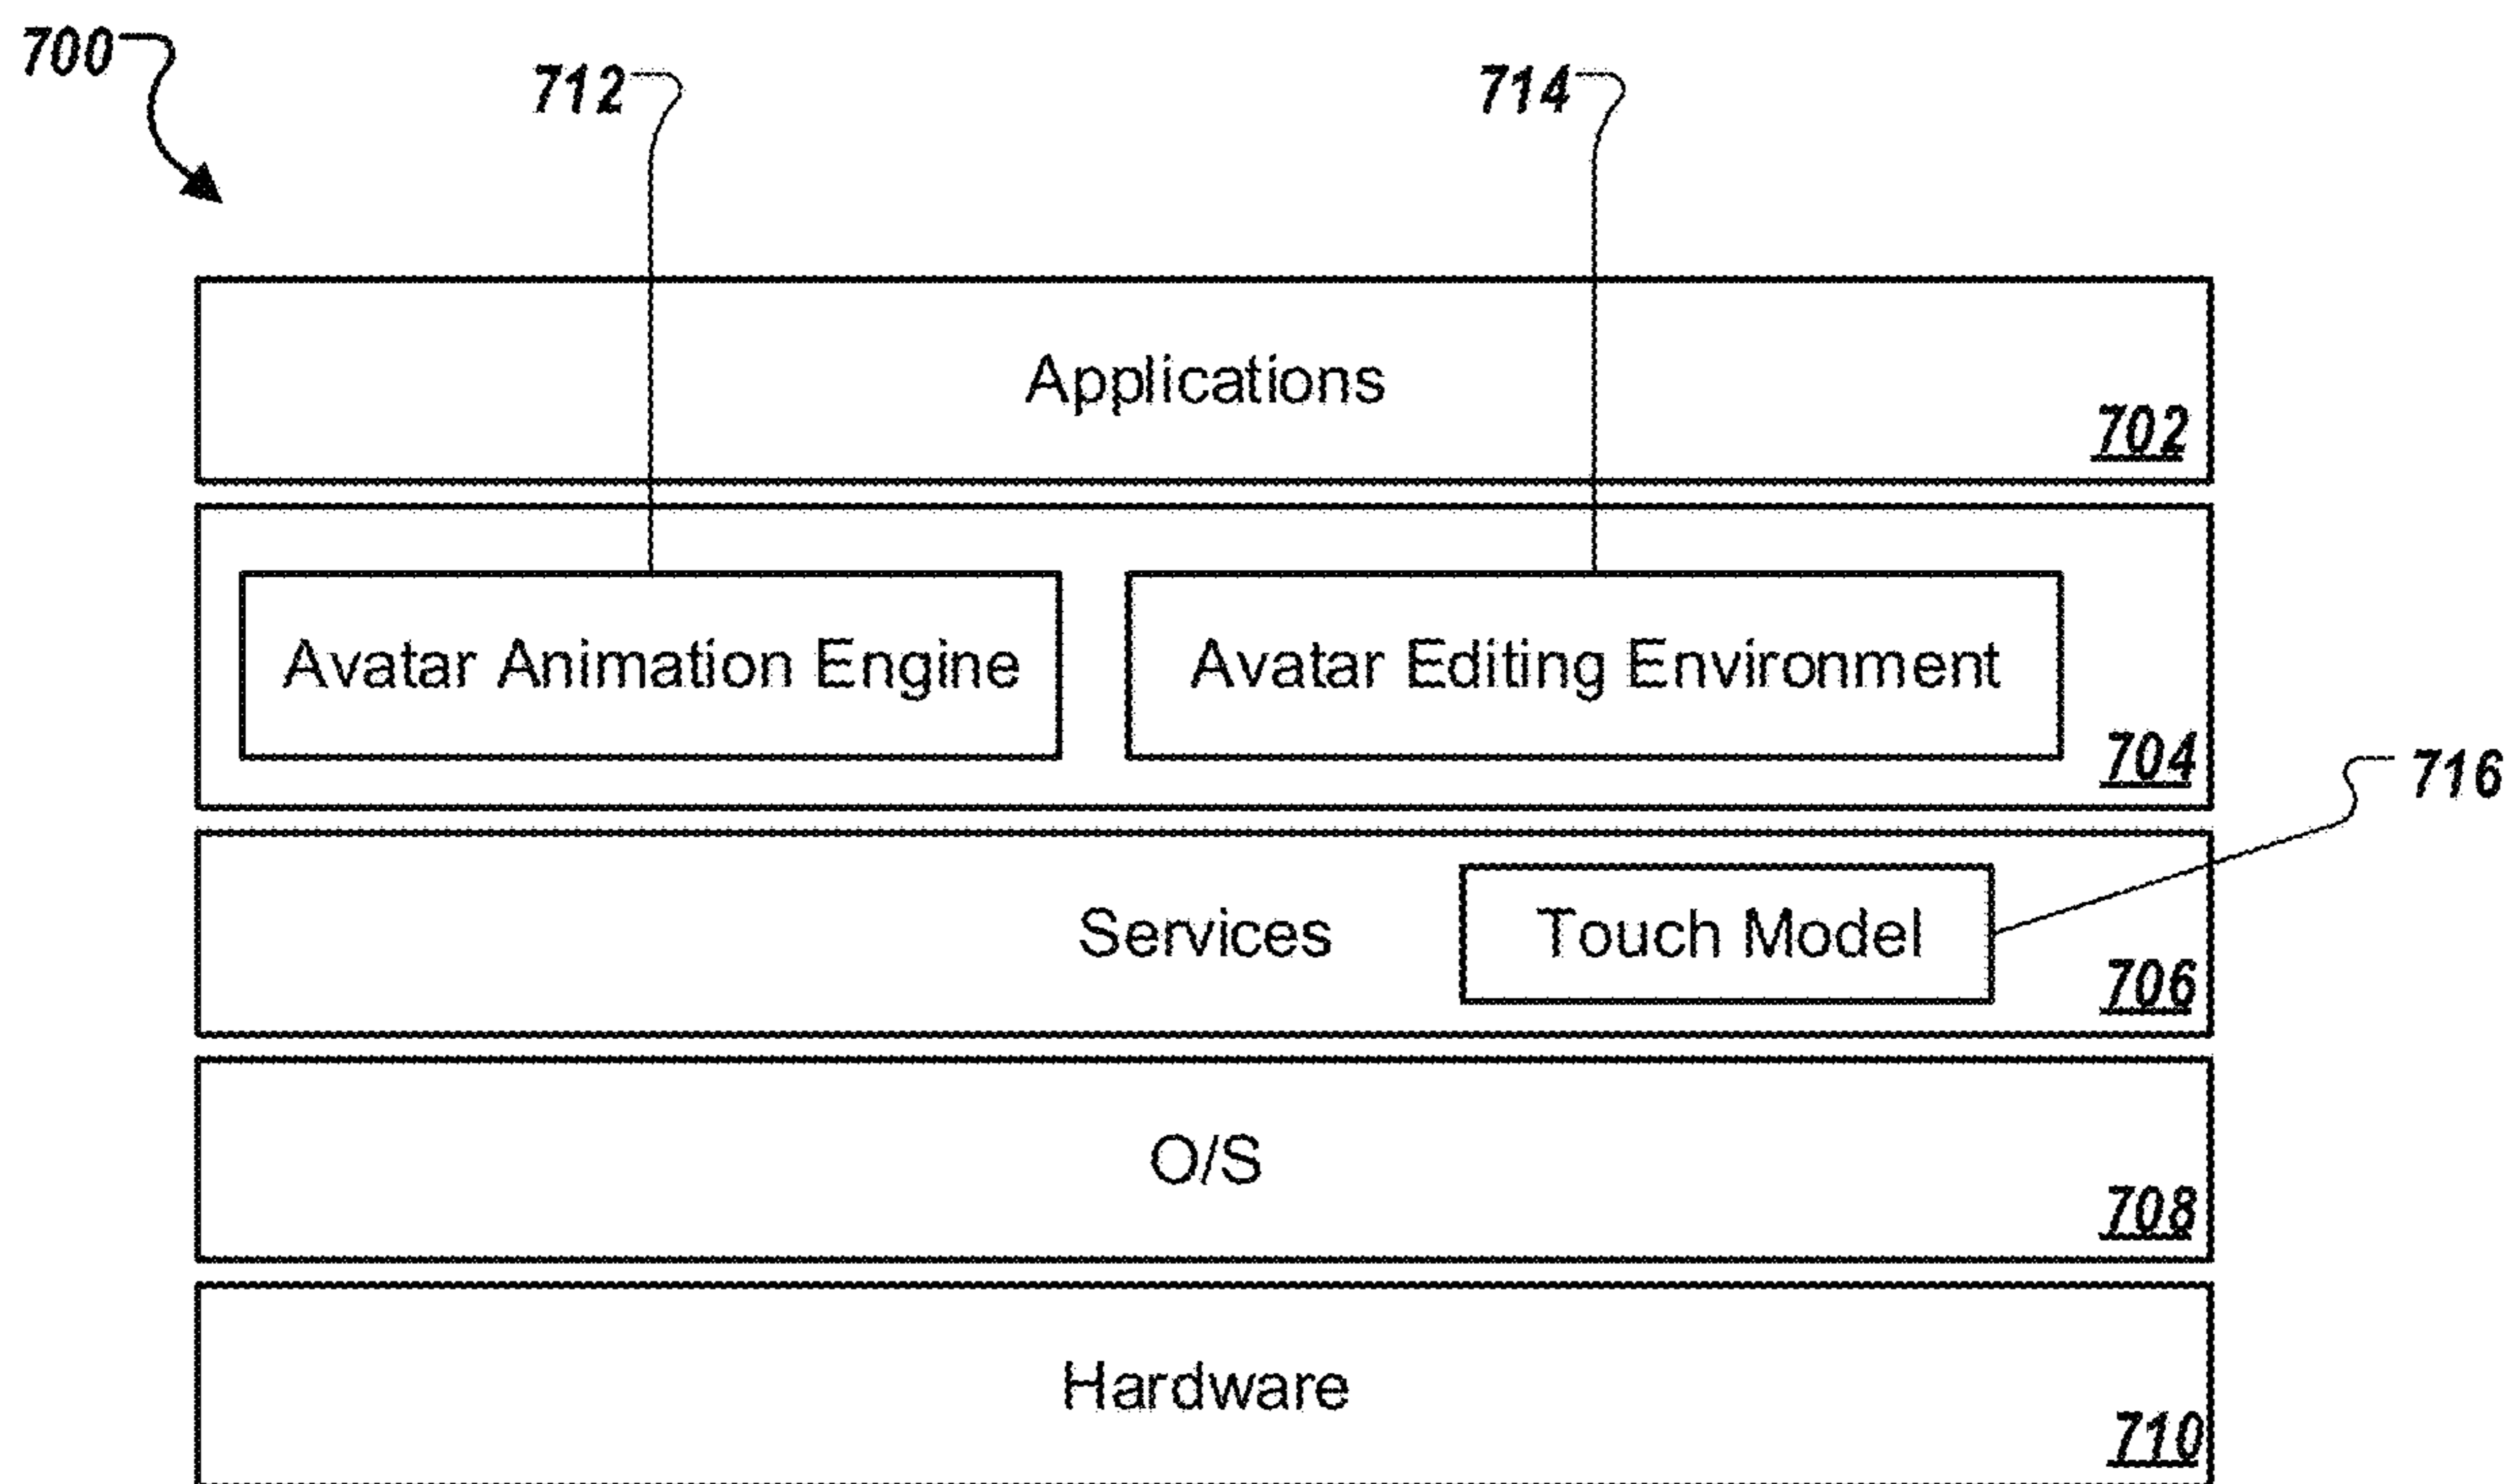 700
712
714
Applications
702
Avatar Animation Engine
Avatar Editing Environment
704
716
Services
Touch Model
706
O/S
708
Hardware
710